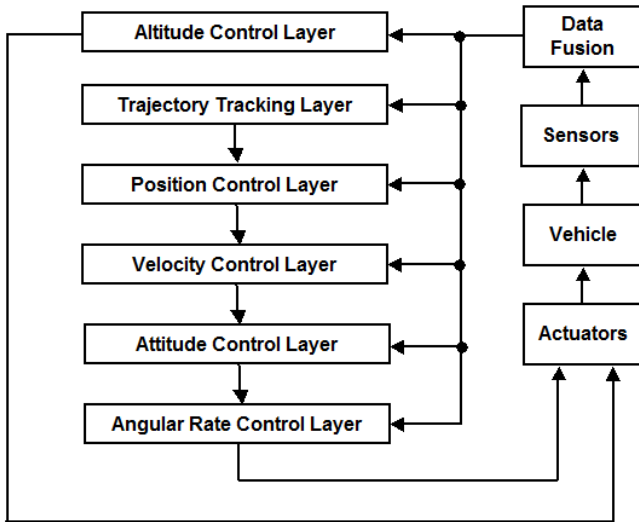 Altitude Control Layer
Trajectory Tracking Layer
Position Control Layer
Velocity Control Layer
Attitude Control Layer
Angular Rate Control Layer
Data
Fusion
Sensors
Vehicle
Actuators